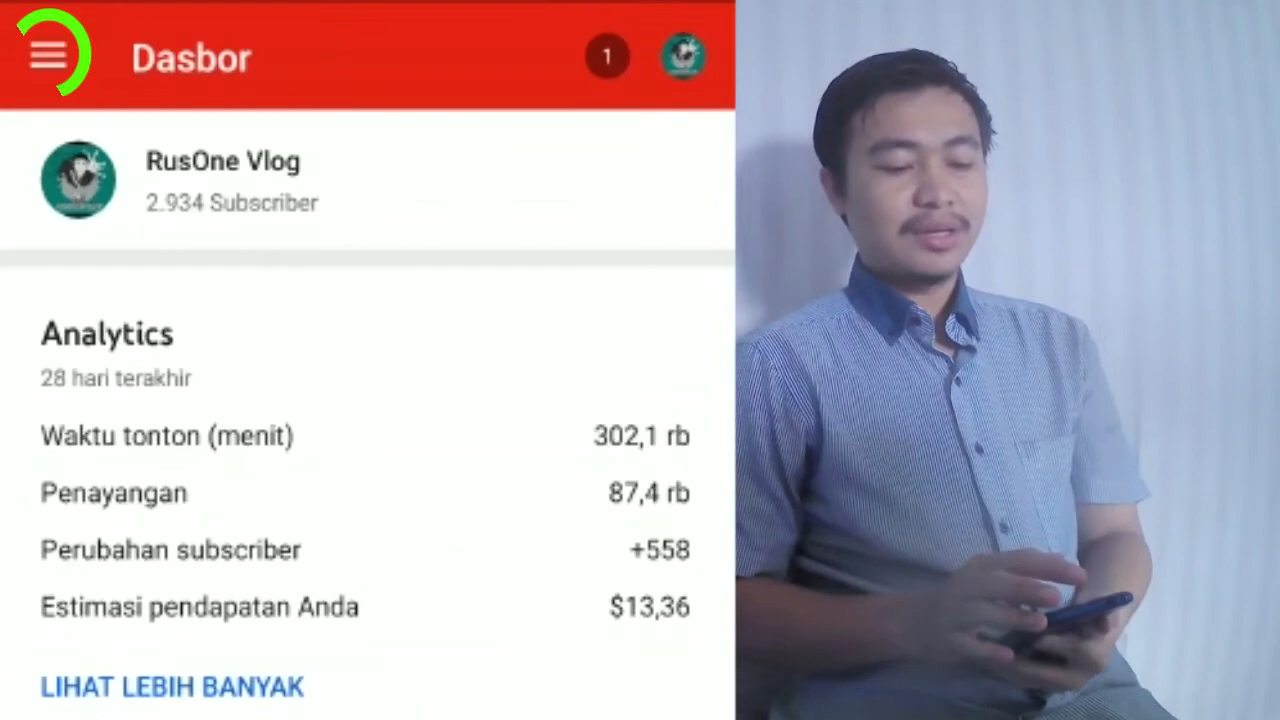 Dasbor
1
RusOne Vlog
2.934 Subscriber
Analytics
28 hari terakhir
Waktu tonton (menit) 302,1 rb
Penayangan 87,4 rb
Perubahan subscriber +558
Estimasi pendapatan Anda $13,36
LIHAT LEBIH BANYAK